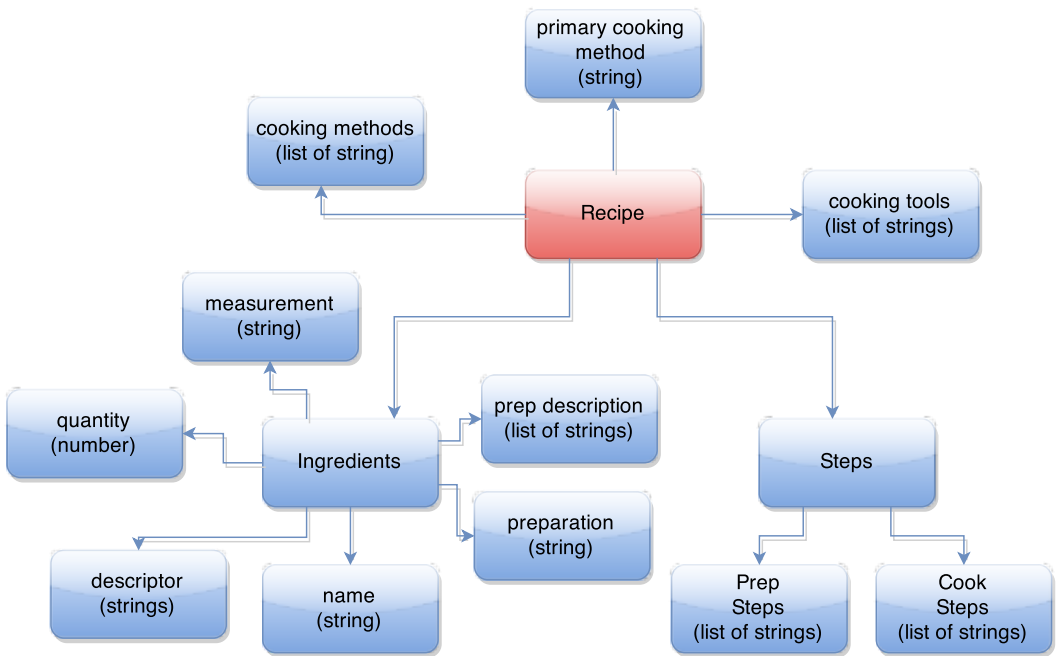 primary cooking
method
(string)
cooking methods
(list of string)
Recipe
cooking tools
(list of strings)
measurement
(string)
quantity
(number)
Ingredients
prep description
(list of strings)
Steps
preparation
(string)
descriptor
(strings)
name
(string)
Prep
Steps
(list of strings)
Cook
Steps
(list of strings)